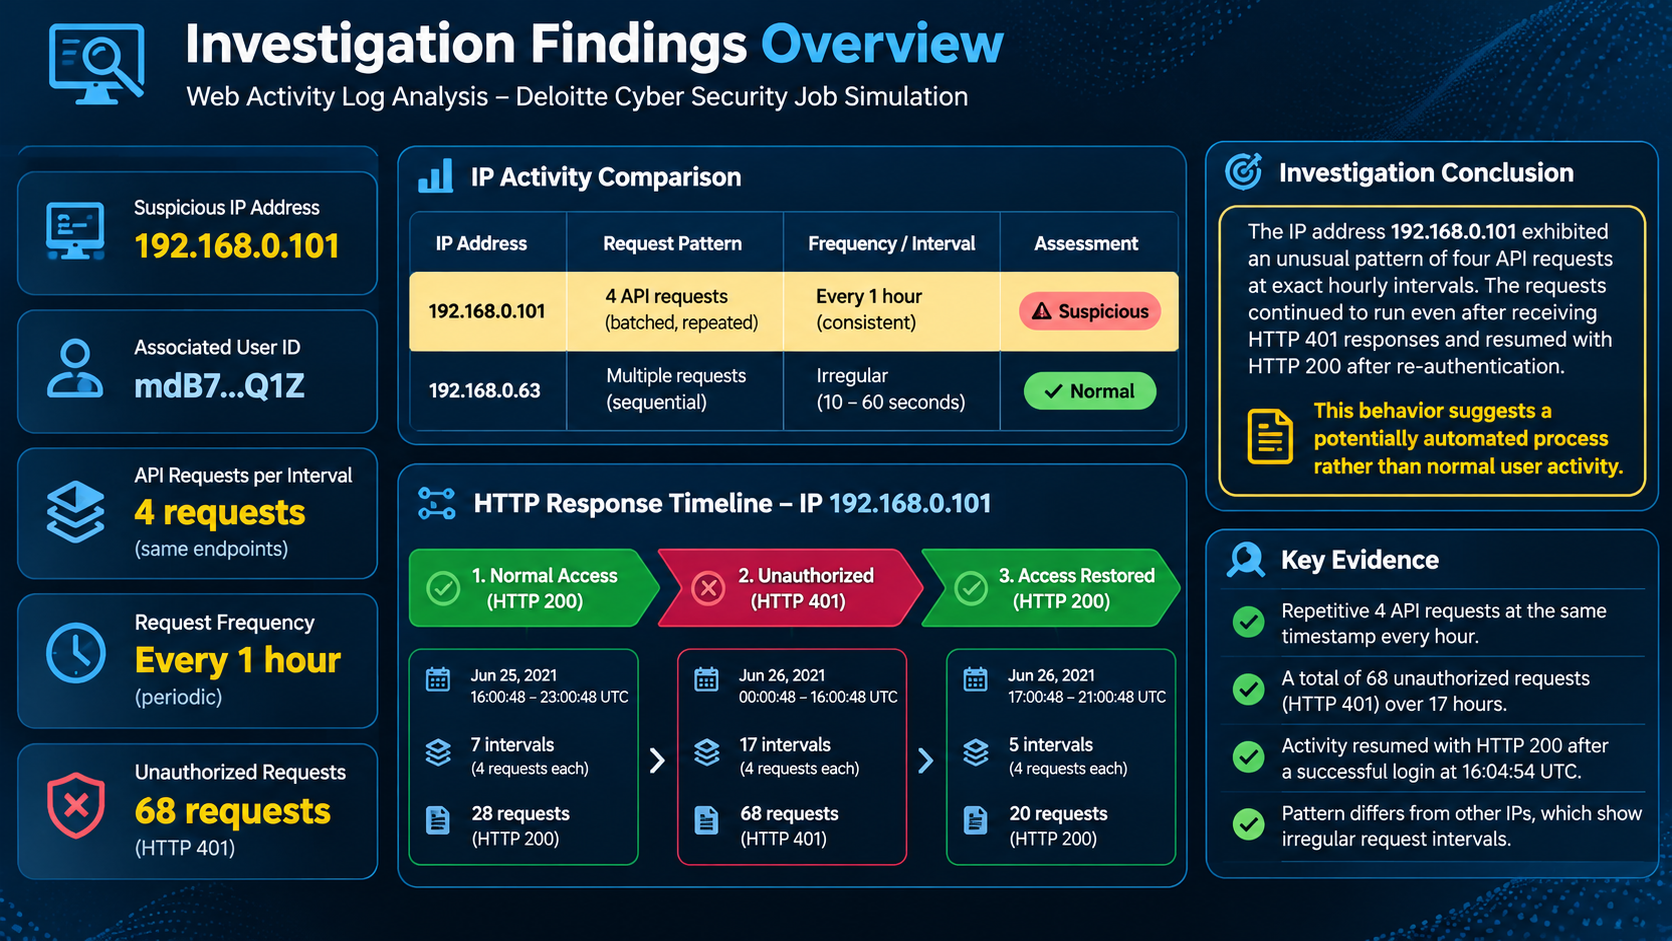 Investigation Findings Overview
Web Activity Log Analysis – Deloitte Cyber Security Job Simulation
Suspicious IP Address
192.168.0.101
Associated User ID
mdB7...Q1Z
API Requests per Interval
4 requests
(same endpoints)
Request Frequency
Every 1 hour
(periodic)
Unauthorized Requests
68 requests
(HTTP 401)
IP Activity Comparison
IP Address Request Pattern Frequency / Interval Assessment
192.168.0.101
4 API requests
(batched, repeated)
Every 1 hour
(consistent)
Suspicious
192.168.0.63
Multiple requests
(sequential)
Irregular
(10 – 60 seconds)
Normal
HTTP Response Timeline – IP 192.168.0.101
1. Normal Access
(HTTP 200)
2. Unauthorized
(HTTP 401)
3. Access Restored
(HTTP 200)
Jun 25, 2021
16:00:48 – 23:00:48 UTC
7 intervals
(4 requests each)
28 requests
(HTTP 200)
Jun 26, 2021
00:00:48 – 16:00:48 UTC
17 intervals
(4 requests each)
68 requests
(HTTP 401)
Jun 26, 2021
17:00:48 – 21:00:48 UTC
5 intervals
(4 requests each)
20 requests
(HTTP 200)
Investigation Conclusion
The IP address 192.168.0.101 exhibited
an unusual pattern of four API requests
at exact hourly intervals. The requests
continued to run even after receiving
HTTP 401 responses and resumed with
HTTP 200 after re-authentication.
This behavior suggests a
potentially automated process
rather than normal user activity.
Key Evidence
Repetitive 4 API requests at the same
timestamp every hour.
A total of 68 unauthorized requests
(HTTP 401) over 17 hours.
Activity resumed with HTTP 200 after
a successful login at 16:04:54 UTC.
Pattern differs from other IPs, which show
irregular request intervals.